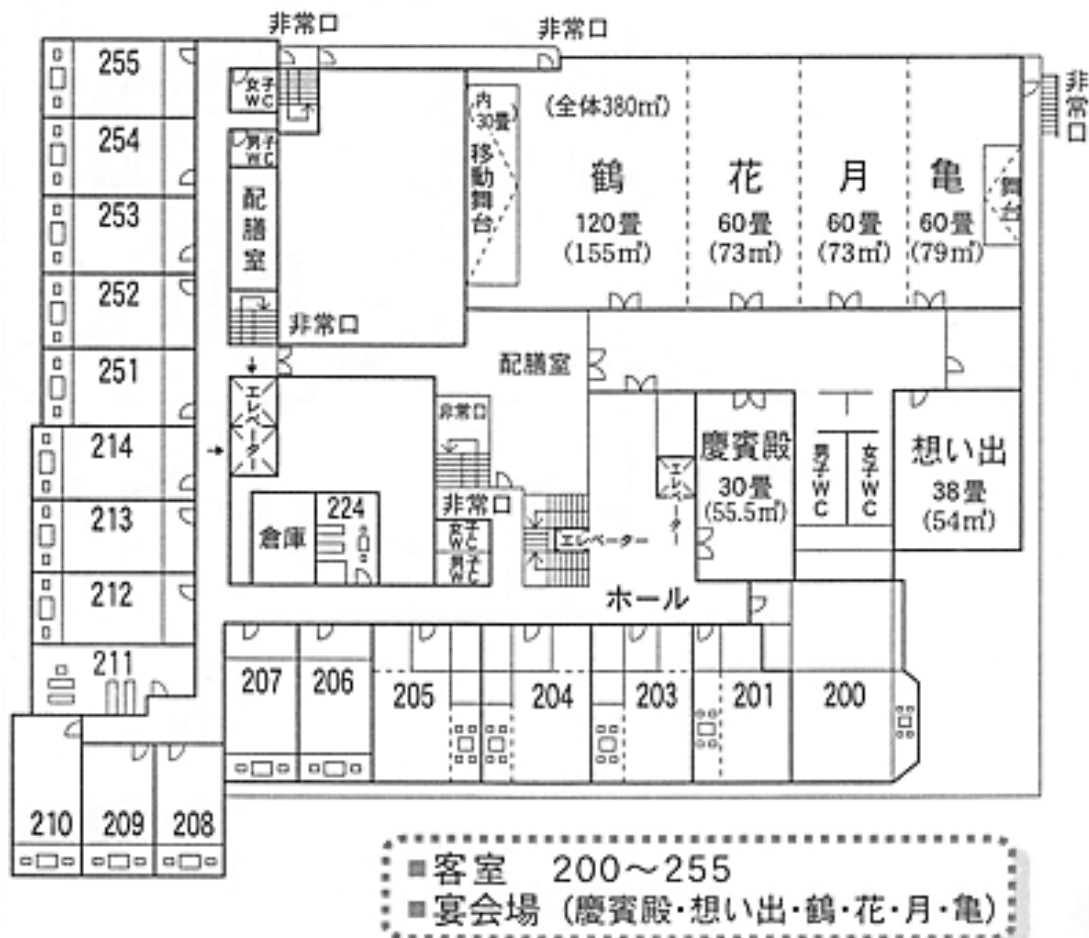 非常口
非常口
255
女子
WC
254
男子
WC
253
配膳室
252
251
非常口
エレベーター
214
213
212
211
210
209
208
(全体380㎡)
(内
30畳)
移動舞台
鶴
120畳
(155㎡)
花
60畳
(73㎡)
月
60畳
(73㎡)
亀
60畳
(79㎡)
舞台
非常口
配膳室
非常口
非常口
倉庫
224
女子
WC
男子
WC
エレベーター
エレベーター
慶賓殿
30畳
(55.5㎡)
男子WC
女子WC
想い出
38畳
(54㎡)
ホール
207
206
205
204
203
201
200
■客室 200～255
■宴会場 (慶賓殿・想い出・鶴・花・月・亀)